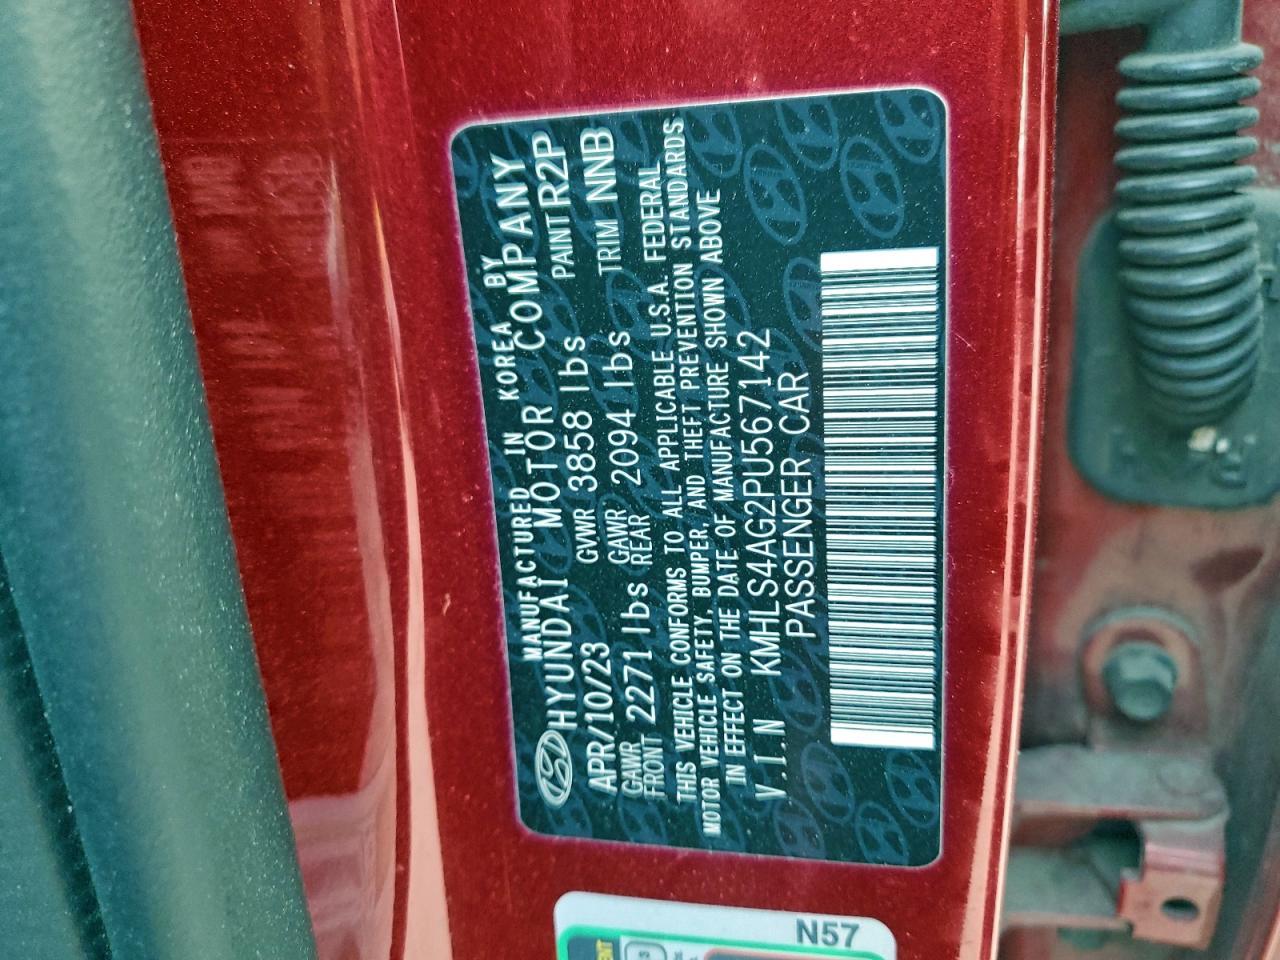 MANUFACTURED IN KOREA BY
HYUNDAI MOTOR COMPANY
APR/10/23 GVWR 3858 lbs PAINT R2P
GAWR FRONT 2271 lbs GAWR REAR 2094 lbs TRIM NNB
THIS VEHICLE CONFORMS TO ALL APPLICABLE U.S.A. FEDERAL
MOTOR VEHICLE SAFETY, BUMPER, AND THEFT PREVENTION STANDARDS
IN EFFECT ON THE DATE OF MANUFACTURE SHOWN ABOVE
V.I.N KMHLS4AG2PU567142
PASSENGER CAR
N57